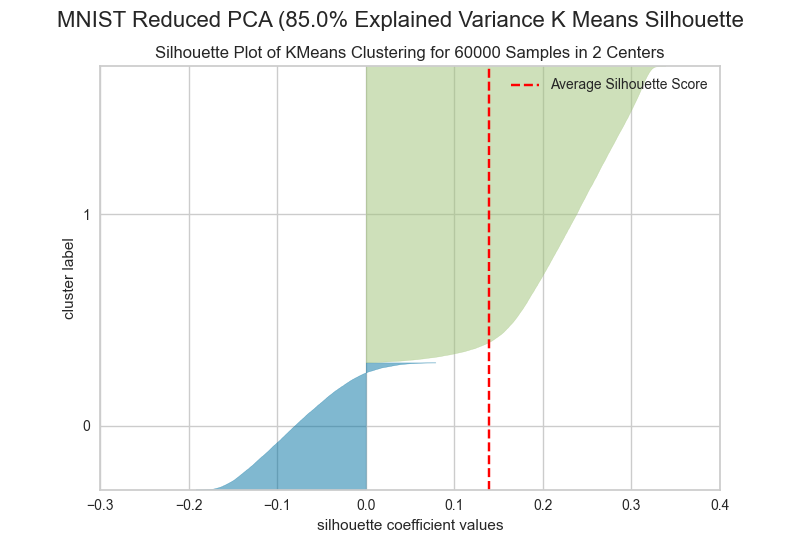 MNIST Reduced PCA (85.0% Explained Variance K Means Silhouette
Silhouette Plot of KMeans Clustering for 60000 Samples in 2 Centers
Average Silhouette Score
1
0
cluster label
−0.3 −0.2 −0.1 0.0 0.1 0.2 0.3 0.4
silhouette coefficient values